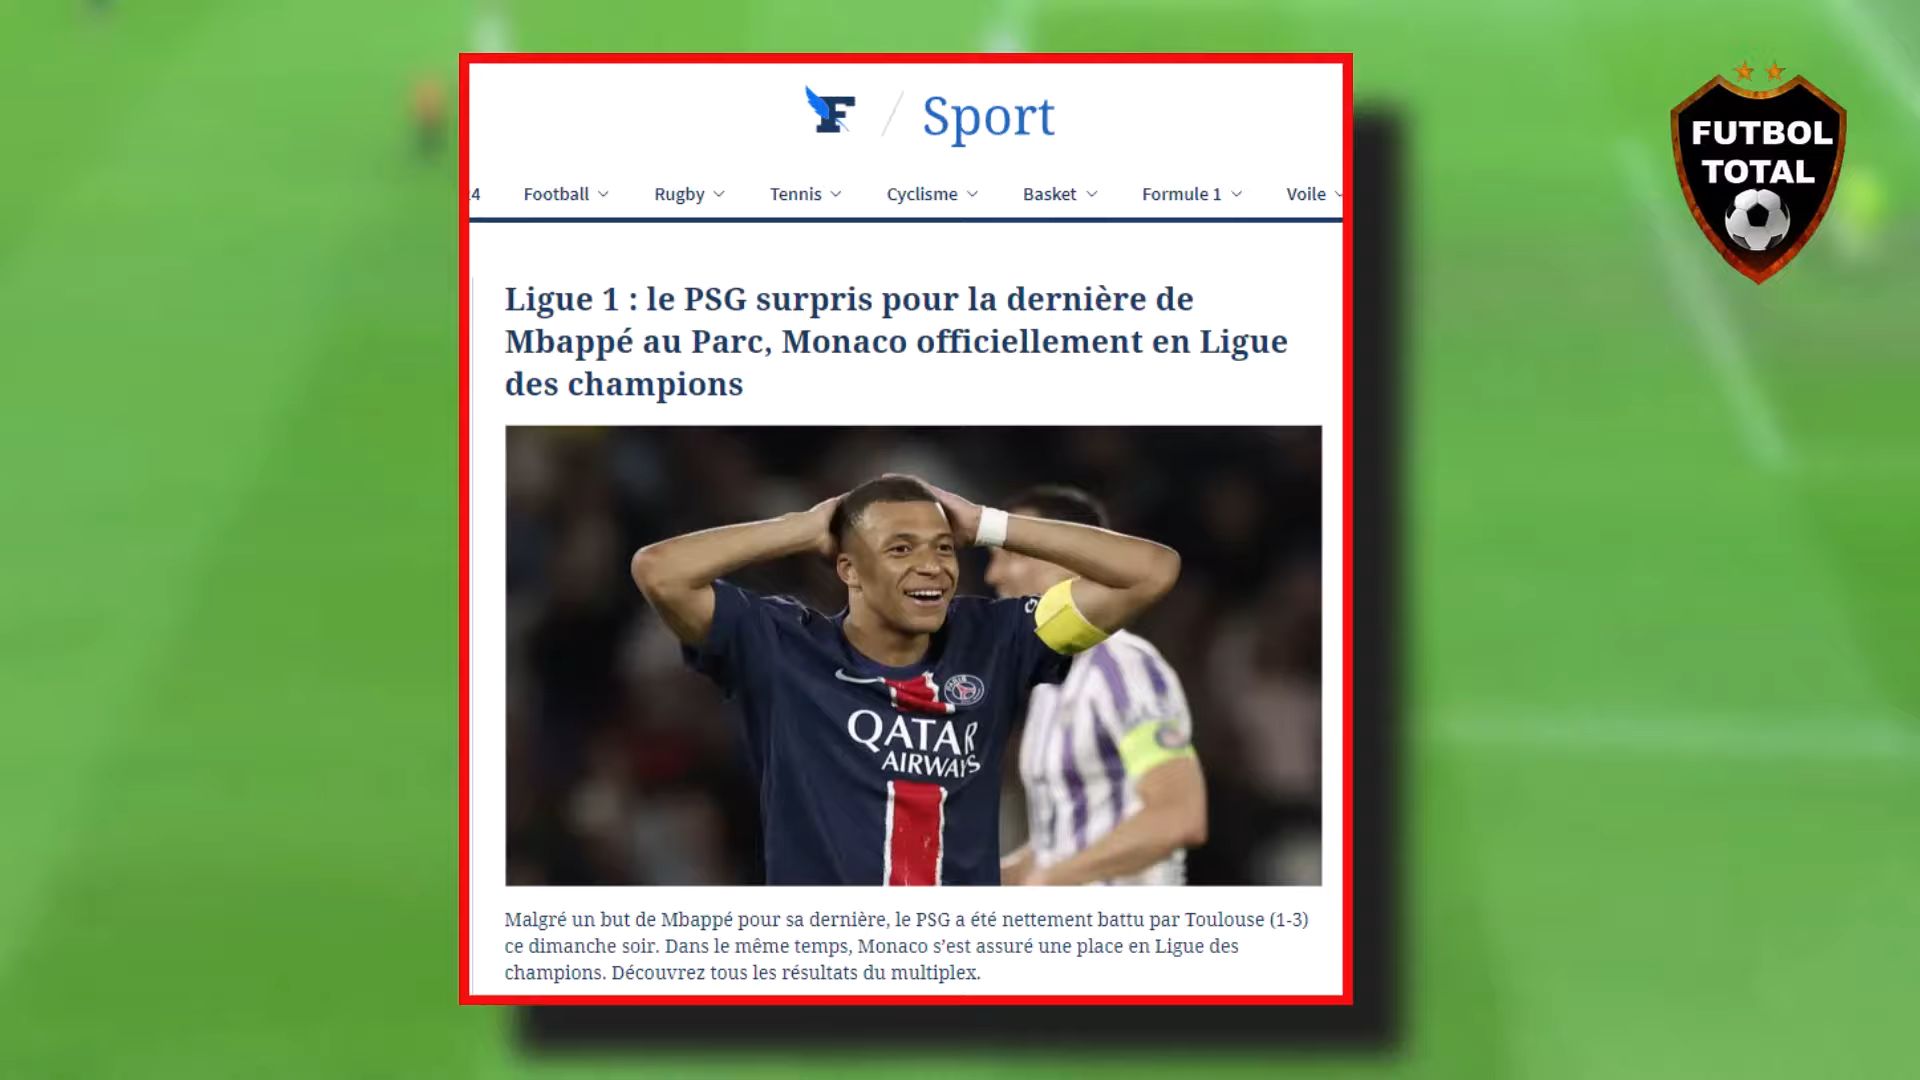 F / Sport
24
Football
Rugby
Tennis
Cyclisme
Basket
Formule 1
Voile
Ligue 1 : le PSG surpris pour la dernière de
Mbappé au Parc, Monaco officiellement en Ligue
des champions
PARIS
QATAR
AIRWAYS
Malgré un but de Mbappé pour sa dernière, le PSG a été nettement battu par Toulouse (1-3)
ce dimanche soir. Dans le même temps, Monaco s’est assuré une place en Ligue des
champions. Découvrez tous les résultats du multiplex.
FUTBOL
TOTAL